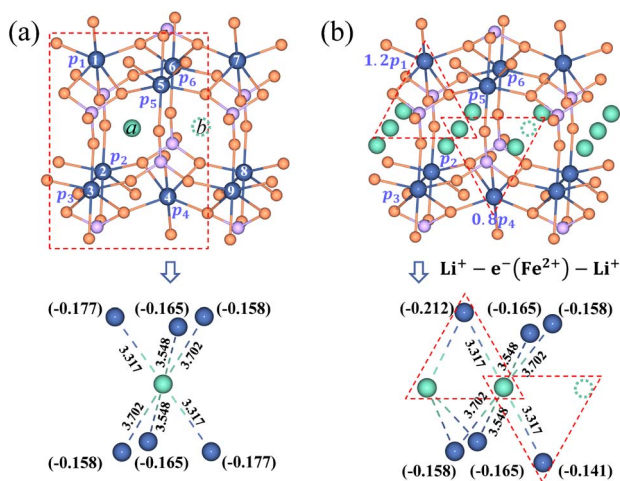 (a)
(b)
p₁
1
6
7
p₆
5
p₅
a
b
p₂
2
8
3
p₃
4
p₄
9
1.2p₁
p₆
p₅
p₂
p₃
0.8p₄
Li⁺ − e⁻(Fe²⁺) − Li⁺
(-0.177) (-0.165) (-0.158)
3.317
3.548
3.702
3.702
3.548
3.317
(-0.158) (-0.165) (-0.177)
(-0.212) (-0.165) (-0.158)
3.317
3.548
3.702
3.702
3.548
3.317
(-0.158) (-0.165) (-0.141)